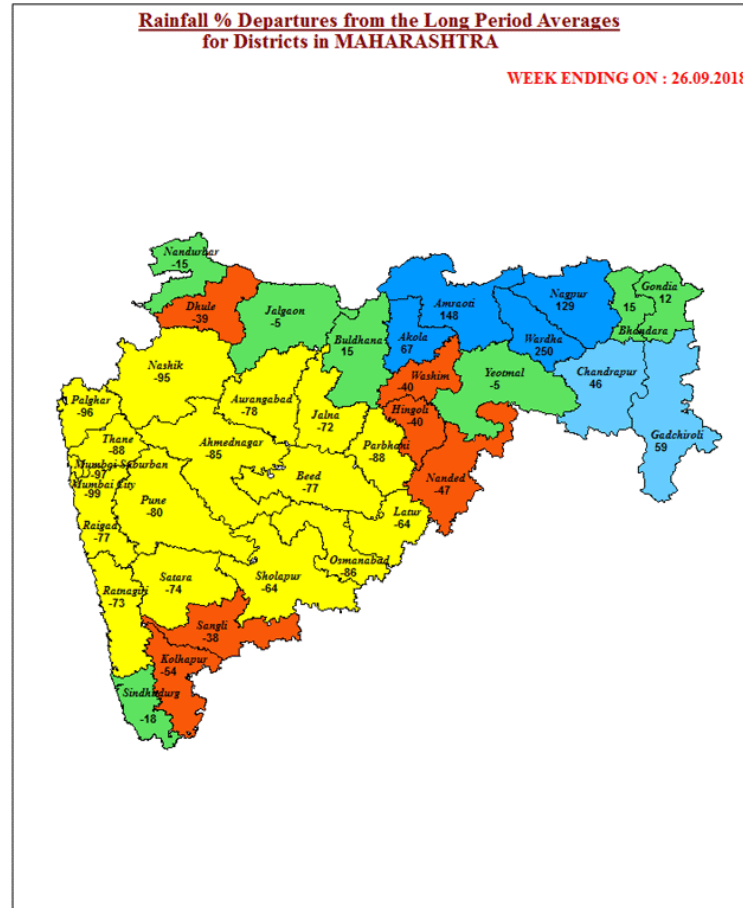 Rainfall % Departures from the Long Period Averages
for Districts in MAHARASHTRA
WEEK ENDING ON : 26.09.2018
Nandurbar
-15
Dhule
-39
Jalgaon
-5
Buldhana
15
Akola
67
Amraoti
148
Nagpur
129
Wardha
250
15
Bhandara
Gondia
12
Nashik
-95
Aurangabad
-78
Jalna
-72
Washim
-40
Hingoli
-40
Yeotmal
-5
Chandrapur
46
Gadchiroli
59
Palghar
-96
Thane
-88
Ahmednagar
-85
Parbhani
-88
Mumbai Suburban
-97
Mumbai City
-99
Pune
-80
Beed
-77
Nanded
-47
Raigad
-77
Latur
-64
Osmanabad
-86
Ratnagiri
-73
Satara
-74
Sholapur
-64
Sangli
-38
Kolhapur
-54
Sindhudurg
-18